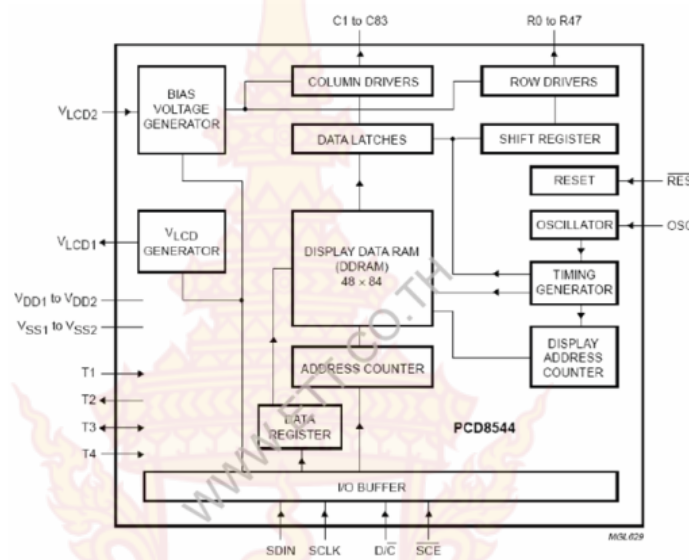 C1 to C83
R0 to R47
BIAS
VOLTAGE
GENERATOR
COLUMN DRIVERS
ROW DRIVERS
VLCD2
DATA LATCHES
SHIFT REGISTER
RESET
RES
VLCD1
VLCD
GENERATOR
OSCILLATOR
OSC
DISPLAY DATA RAM
(DDRAM)
48 × 84
TIMING
GENERATOR
VDD1 to VDD2
VSS1 to VSS2
DISPLAY
ADDRESS
COUNTER
T1
ADDRESS COUNTER
T2
T3
DATA
REGISTER
PCD8544
T4
I/O BUFFER
SDIN
SCLK
D/C
SCE
MGL629
WWW.ETT.CO.TH